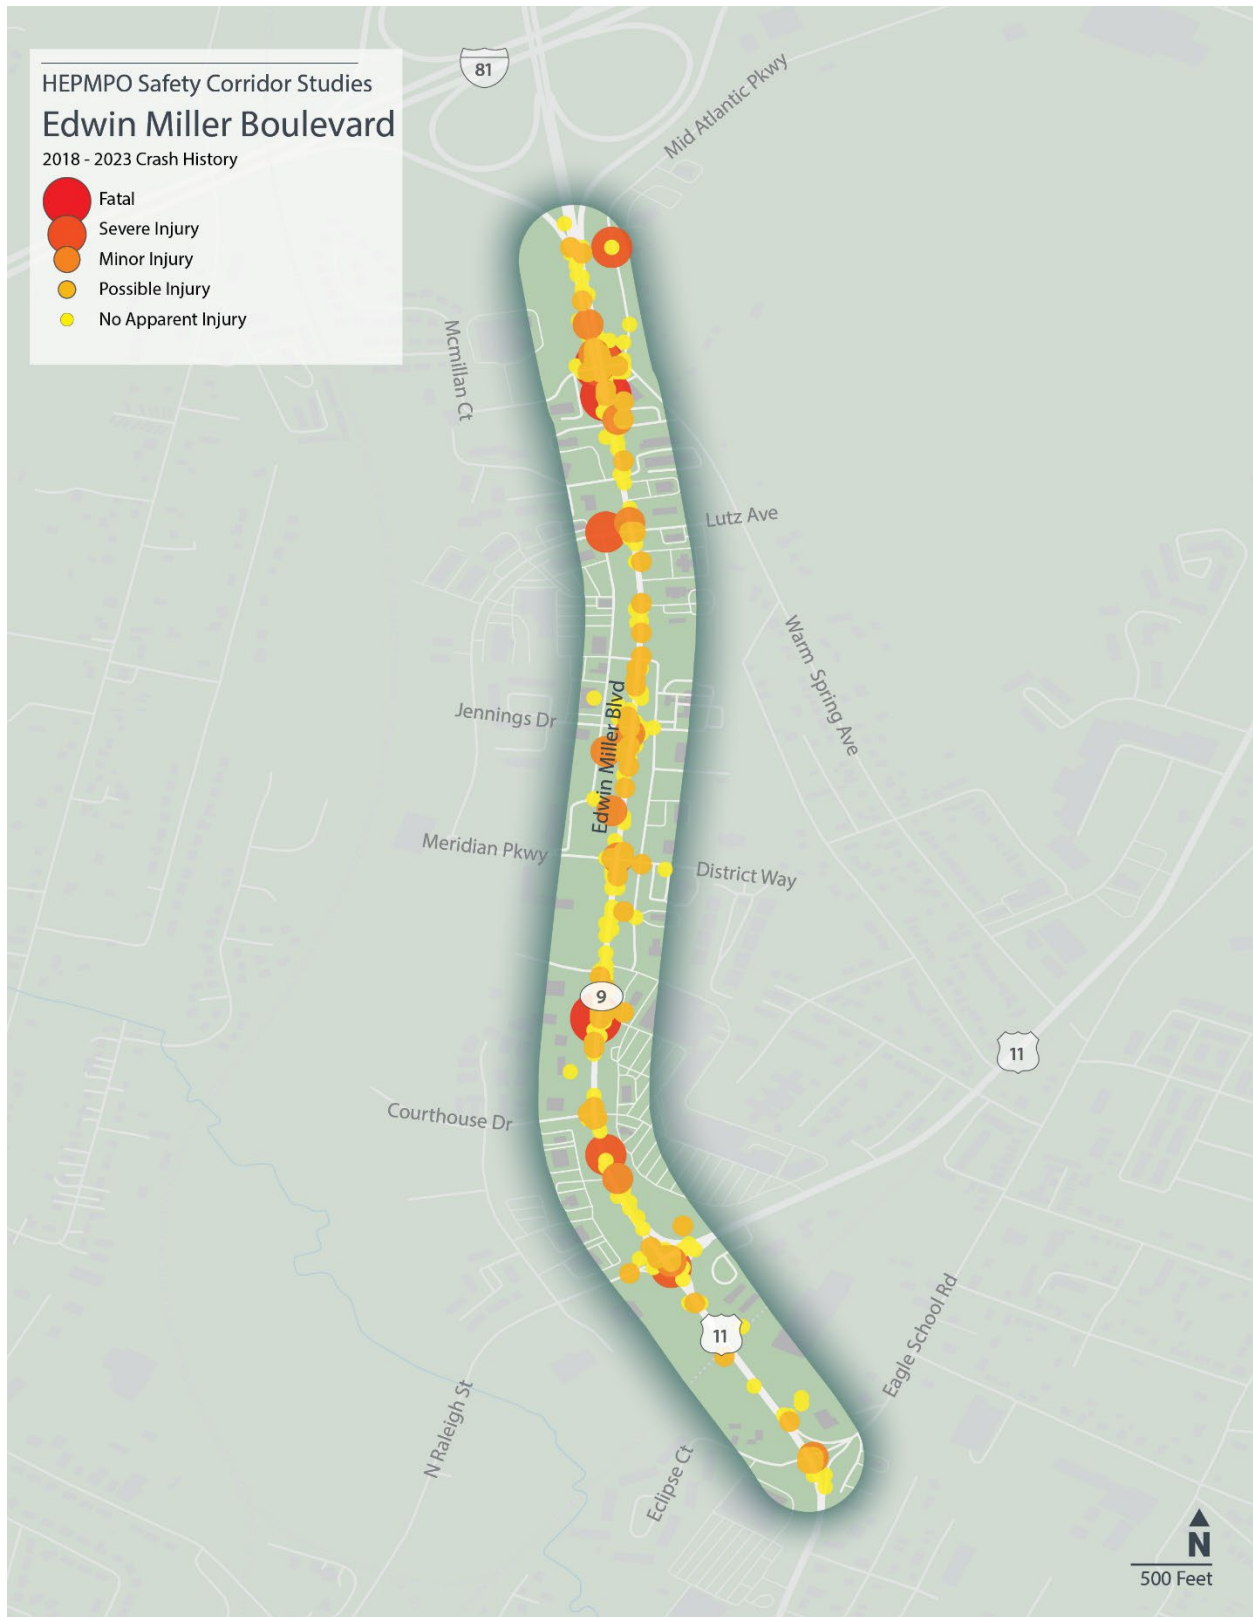 81
Mid Atlantic Pkwy
HEPMPO Safety Corridor Studies
Edwin Miller Boulevard
2018 - 2023 Crash History
Fatal
Severe Injury
Minor Injury
Possible Injury
No Apparent Injury
Mcmillan Ct
Lutz Ave
Warm Spring Ave
Jennings Dr
Edwin Miller Blvd
Meridian Pkwy
District Way
9
11
Courthouse Dr
11
Eagle School Rd
N Raleigh St
Eclipse Ct
N
500 Feet